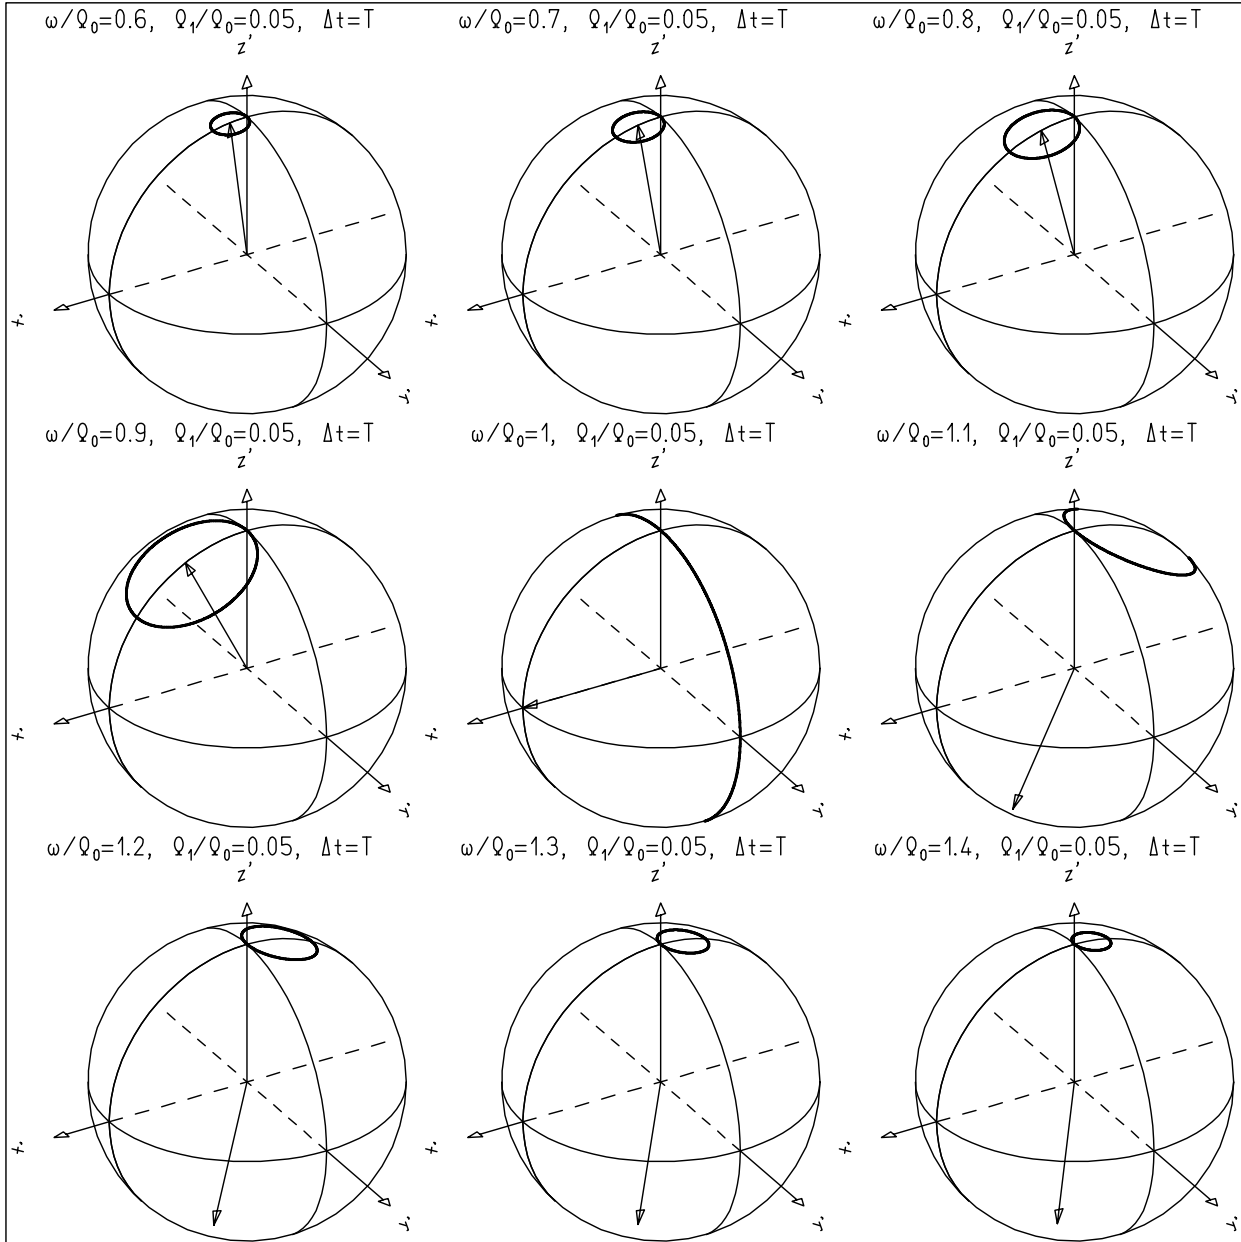 ω/Ω₀=0.6, Ω₁/Ω₀=0.05, Δt=T
z'
x'
y'
ω/Ω₀=0.7, Ω₁/Ω₀=0.05, Δt=T
z'
x'
y'
ω/Ω₀=0.8, Ω₁/Ω₀=0.05, Δt=T
z'
x'
y'
ω/Ω₀=0.9, Ω₁/Ω₀=0.05, Δt=T
z'
x'
y'
ω/Ω₀=1, Ω₁/Ω₀=0.05, Δt=T
z'
x'
y'
ω/Ω₀=1.1, Ω₁/Ω₀=0.05, Δt=T
z'
x'
y'
ω/Ω₀=1.2, Ω₁/Ω₀=0.05, Δt=T
z'
x'
y'
ω/Ω₀=1.3, Ω₁/Ω₀=0.05, Δt=T
z'
x'
y'
ω/Ω₀=1.4, Ω₁/Ω₀=0.05, Δt=T
z'
x'
y'